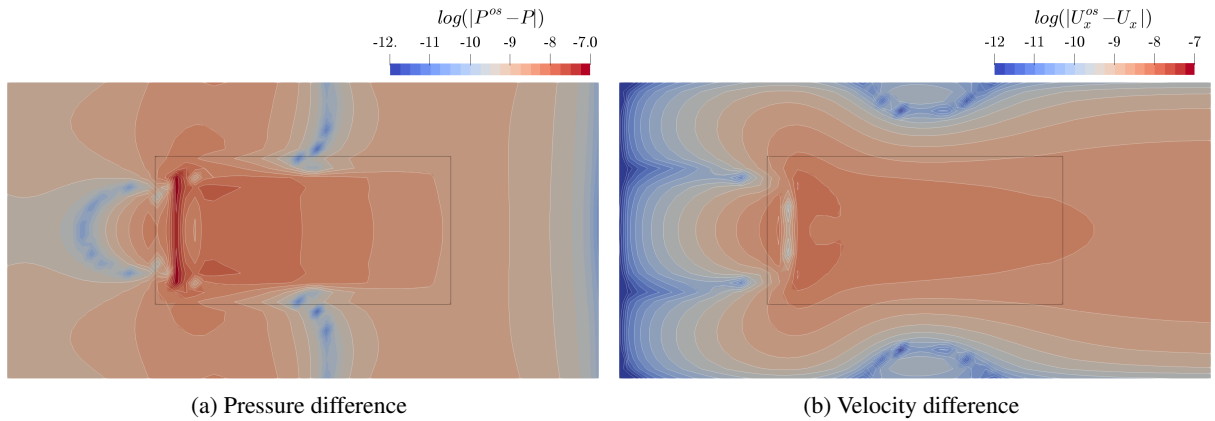 log(|P^os − P|)
-12. -11 -10 -9 -8 -7.0
log(|U_x^os − U_x|)
-12 -11 -10 -9 -8 -7
(a) Pressure difference
(b) Velocity difference